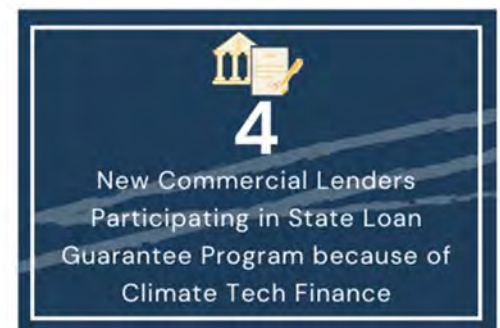 4
New Commercial Lenders
Participating in State Loan
Guarantee Program because of
Climate Tech Finance